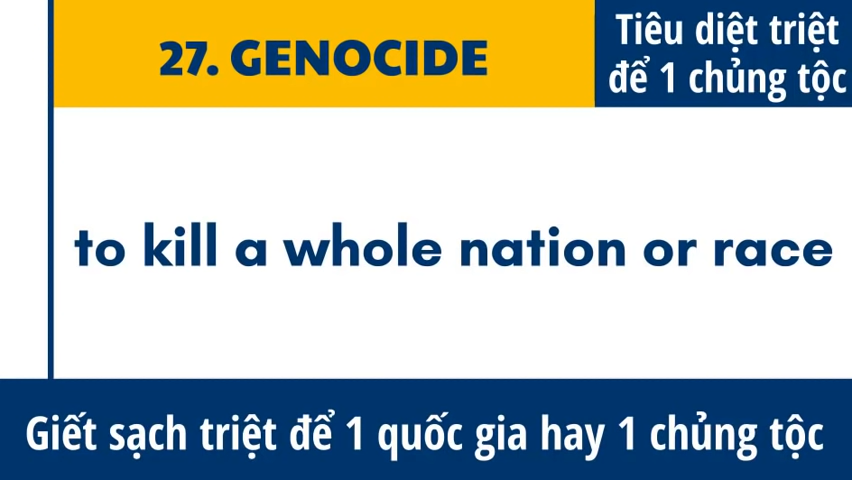 27. GENOCIDE
Tiêu diệt triệt
để 1 chủng tộc
to kill a whole nation or race
Giết sạch triệt để 1 quốc gia hay 1 chủng tộc